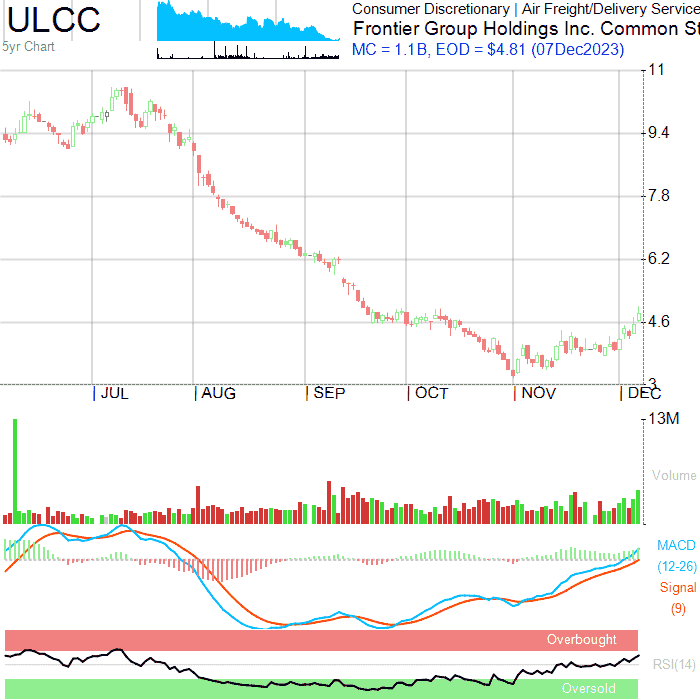 ULCC
5yr Chart
Consumer Discretionary | Air Freight/Delivery Service
Frontier Group Holdings Inc. Common St
MC = 1.1B, EOD = $4.81 (07Dec2023)
11
9.4
7.8
6.2
4.6
3
JUL
AUG
SEP
OCT
NOV
DEC
13M
Volume
MACD
(12-26)
Signal
(9)
Overbought
RSI(14)
Oversold